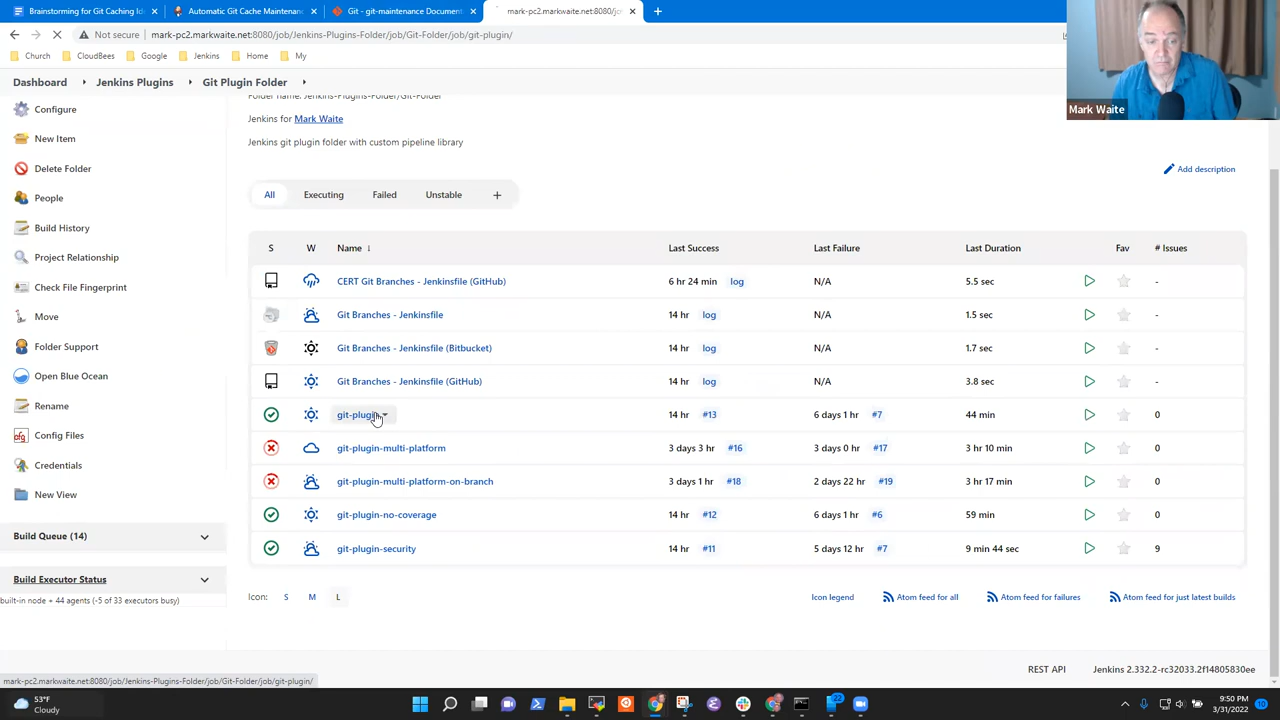 Brainstorming for Git Caching Id
Automatic Git Cache Maintenanc
Git - git-maintenance Document
mark-pc2.markwaite.net:8080/jo
Not secure
mark-pc2.markwaite.net:8080/job/Jenkins-Plugins-Folder/job/Git-Folder/job/git-plugin/
Church
CloudBees
Google
Jenkins
Home
My
Mark Waite
Dashboard
Jenkins Plugins
Git Plugin Folder
Configure
New Item
Delete Folder
People
Build History
Project Relationship
Check File Fingerprint
Move
Folder Support
Open Blue Ocean
Rename
Config Files
Credentials
New View
Build Queue (14)
Build Executor Status
built-in node + 44 agents (-5 of 33 executors busy)
Folder name: Jenkins-Plugins-Folder/Git-Folder
Jenkins for Mark Waite
Jenkins git plugin folder with custom pipeline library
Add description
All Executing Failed Unstable +
S W Name ↓ Last Success Last Failure Last Duration Fav # Issues
CERT Git Branches - Jenkinsfile (GitHub) 6 hr 24 min log N/A 5.5 sec -
Git Branches - Jenkinsfile 14 hr log N/A 1.5 sec -
Git Branches - Jenkinsfile (Bitbucket) 14 hr log N/A 1.7 sec -
Git Branches - Jenkinsfile (GitHub) 14 hr log N/A 3.8 sec -
git-plugin 14 hr #13 6 days 1 hr #7 44 min 0
git-plugin-multi-platform 3 days 3 hr #16 3 days 0 hr #17 3 hr 10 min 0
git-plugin-multi-platform-on-branch 3 days 1 hr #18 2 days 22 hr #19 3 hr 17 min 0
git-plugin-no-coverage 14 hr #12 6 days 1 hr #6 59 min 0
git-plugin-security 14 hr #11 5 days 12 hr #7 9 min 44 sec 9
Icon: S M L
Icon legend
Atom feed for all
Atom feed for failures
Atom feed for just latest builds
REST API
Jenkins 2.332.2-rc32033.2f14805830ee
mark-pc2.markwaite.net:8080/job/Jenkins-Plugins-Folder/job/Git-Folder/job/git-plugin/
53°F
Cloudy
22
9:50 PM
3/31/2022